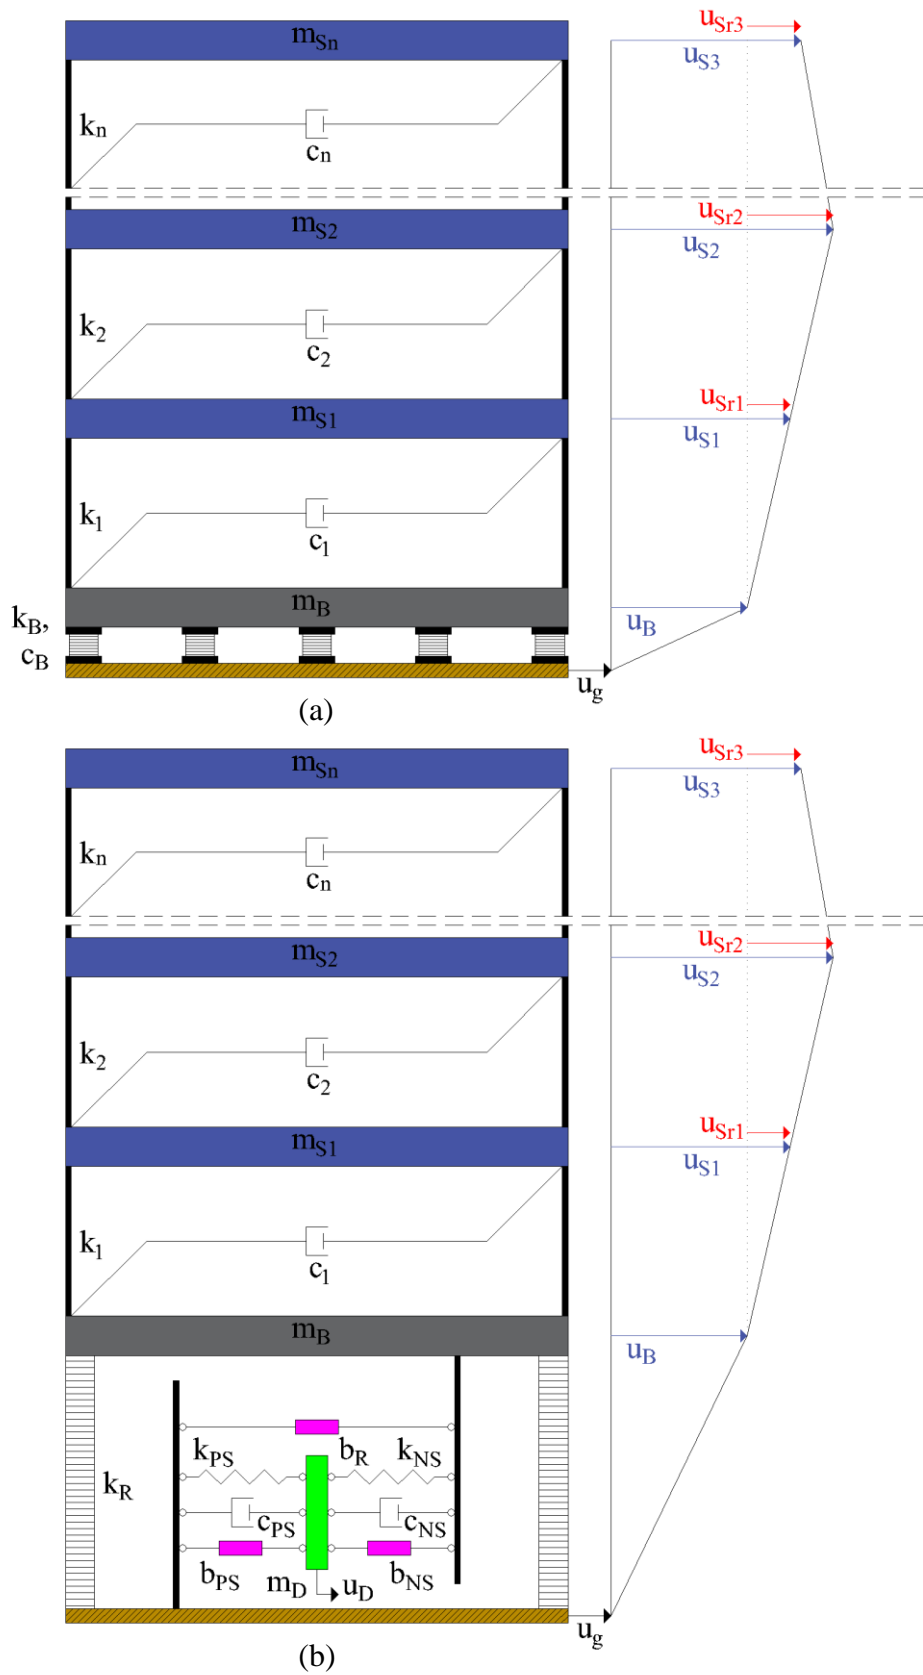 m_Sn u_Sr3
u_S3
k_n
c_n
m_S2 u_Sr2
u_S2
k_2
c_2
m_S1 u_Sr1
u_S1
k_1
c_1
m_B
k_B, u_B
c_B
u_g
(a)
m_Sn u_Sr3
u_S3
k_n
c_n
m_S2 u_Sr2
u_S2
k_2
c_2
m_S1 u_Sr1
u_S1
k_1
c_1
m_B
u_B
k_PS b_R k_NS
k_R
c_PS c_NS
b_PS m_D u_D b_NS
u_g
(b)